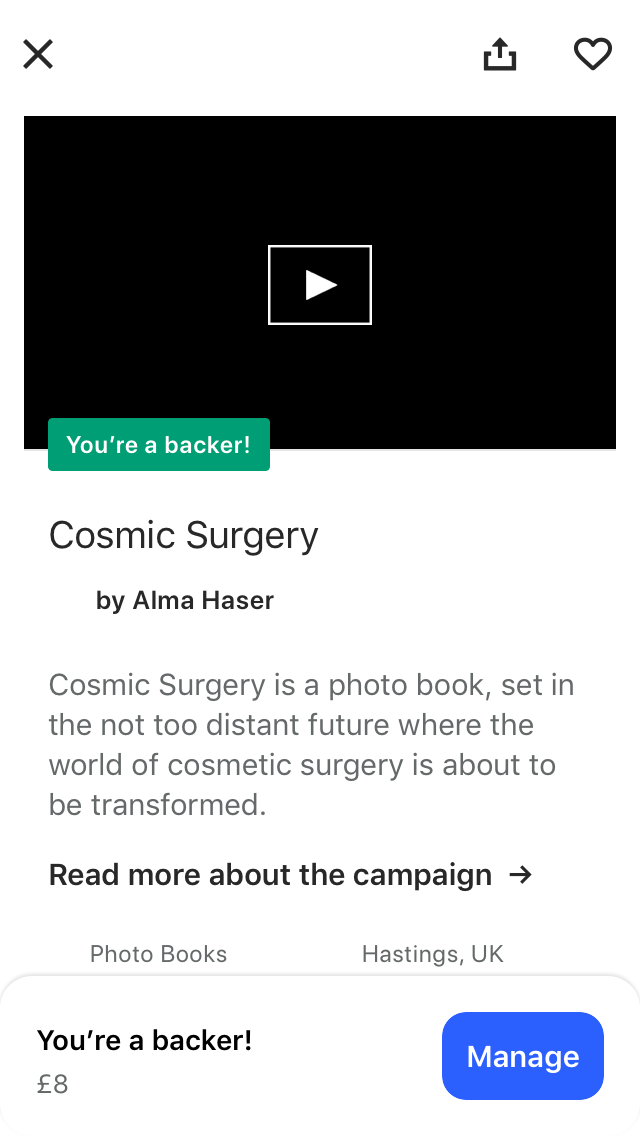 You’re a backer!
Cosmic Surgery
by Alma Haser
Cosmic Surgery is a photo book, set in
the not too distant future where the
world of cosmetic surgery is about to
be transformed.
Read more about the campaign →
Photo Books
Hastings, UK
You’re a backer!
£8
Manage